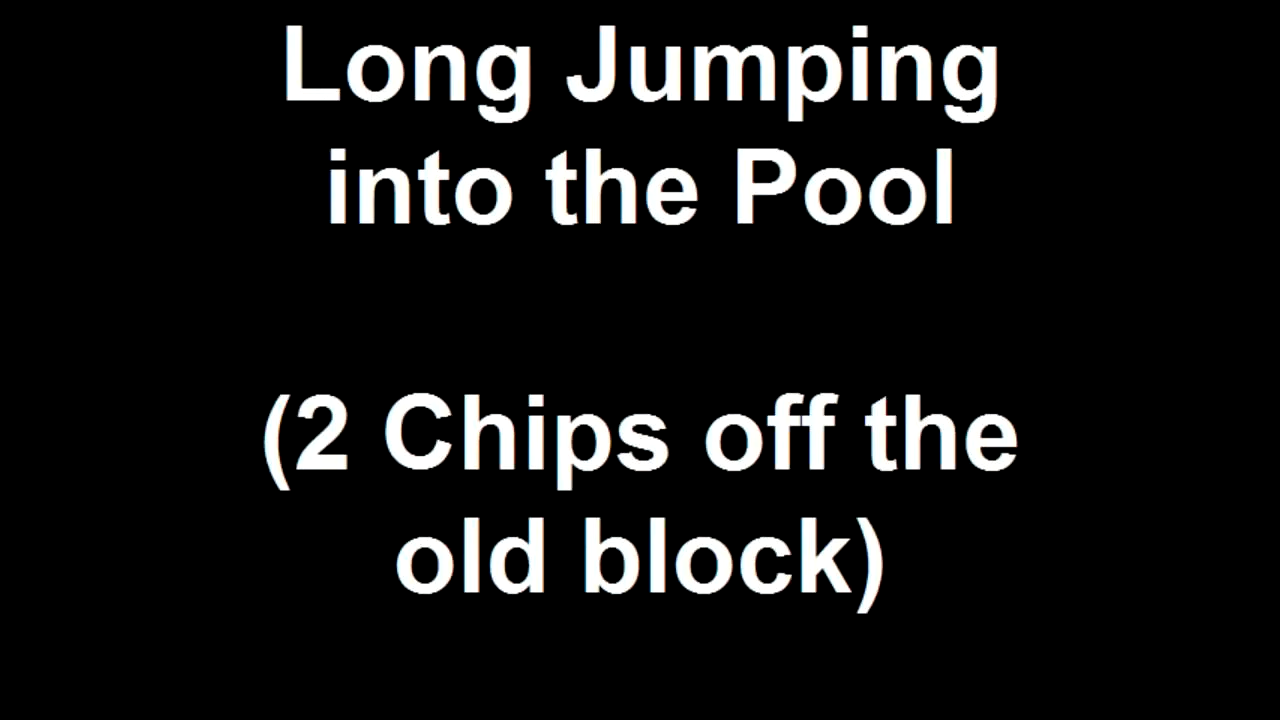 Long Jumping
into the Pool
(2 Chips off the
old block)